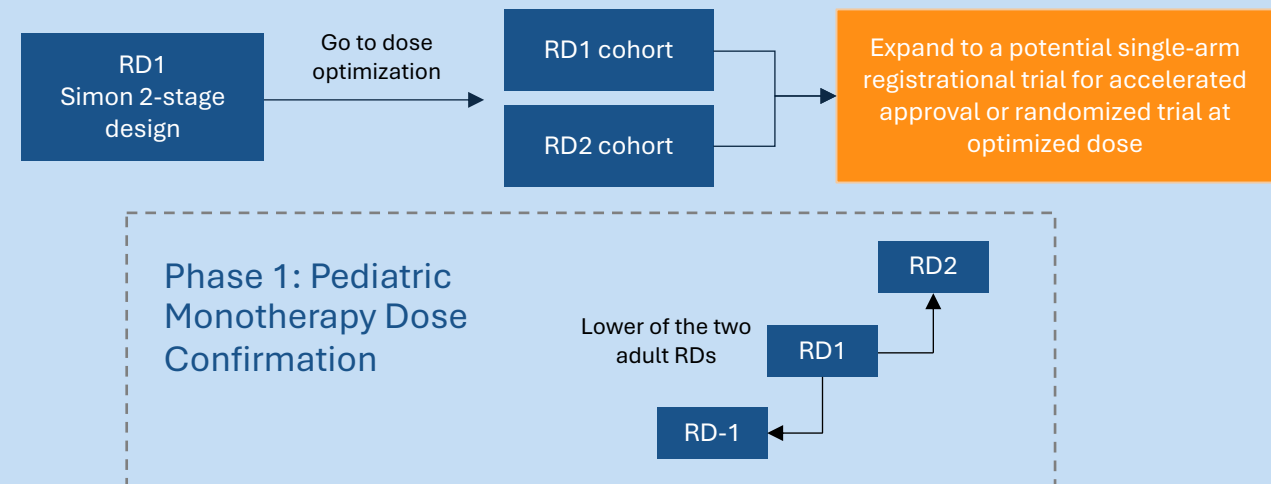 RD1
Simon 2-stage
design
Go to dose
optimization
RD1 cohort
RD2 cohort
Expand to a potential single-arm
registrational trial for accelerated
approval or randomized trial at
optimized dose
Phase 1: Pediatric
Monotherapy Dose
Confirmation
Lower of the two
adult RDs
RD2
RD1
RD-1